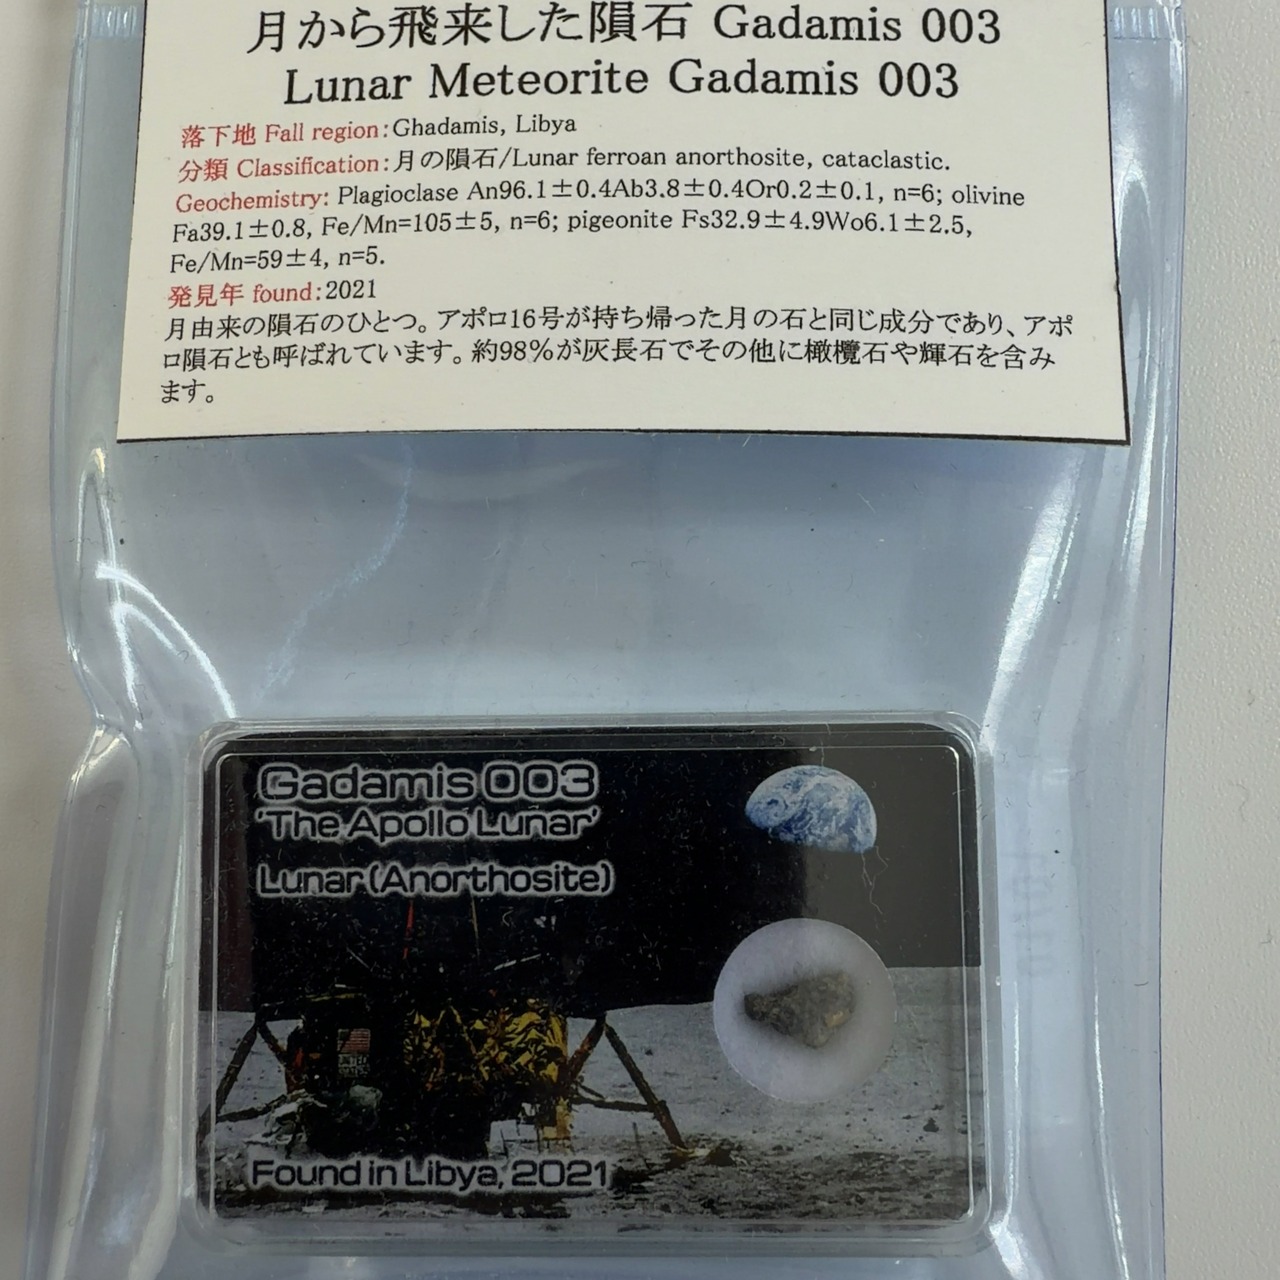 月から飛来した隕石 Gadamis 003
Lunar Meteorite Gadamis 003
落下地 Fall region:Ghadamis, Libya
分類 Classification:月の隕石/Lunar ferroan anorthosite, cataclastic.
Geochemistry: Plagioclase An96.1±0.4Ab3.8±0.4Or0.2±0.1, n=6; olivine
Fa39.1±0.8, Fe/Mn=105±5, n=6; pigeonite Fs32.9±4.9Wo6.1±2.5,
Fe/Mn=59±4, n=5.
発見年 found:2021
月由来の隕石のひとつ。アポロ16号が持ち帰った月の石と同じ成分であり、アポ
ロ隕石とも呼ばれています。約98%が灰長石でその他に橄欖石や輝石を含み
ます。
Gadamis 003
'The Apollo Lunar'
Lunar (Anorthosite)
UNITED
STATES
Found in Libya, 2021